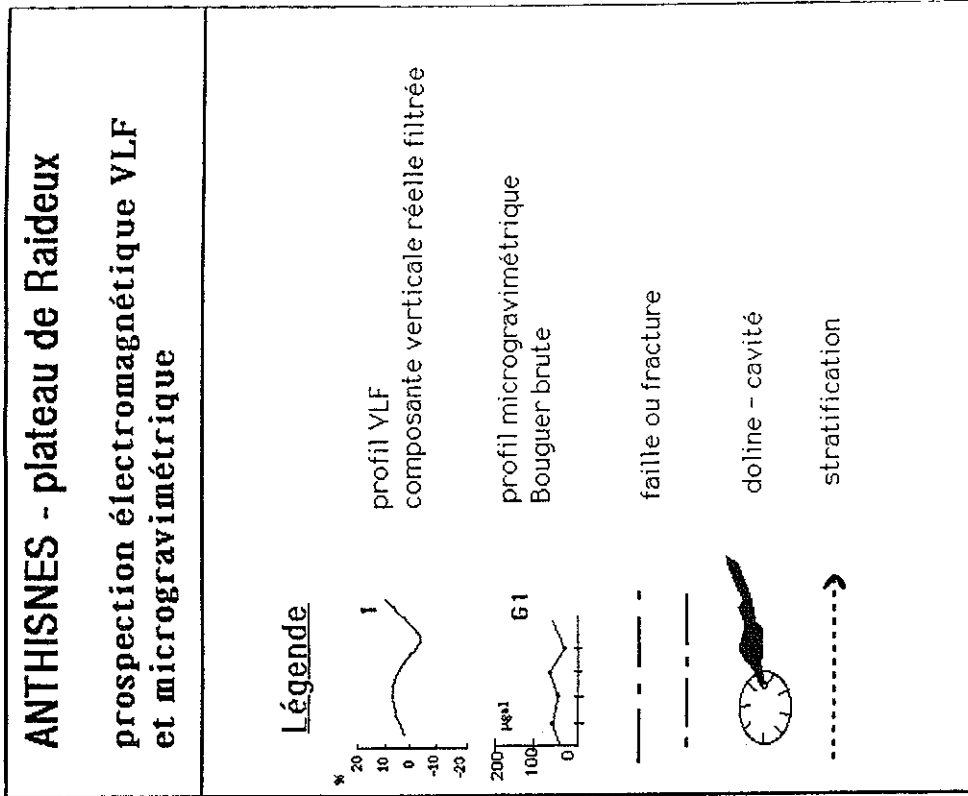 ANTHISNES - plateau de Raideux
prospection électromagnétique VLF
et microgravimétrique
Légende
%
20
10
0
-10
-20
1
profil VLF
composante verticale réelle filtrée
200
100
0
µgal
G1
profil microgravimétrique
Bouguer brute
faille ou fracture
doline - cavité
stratification